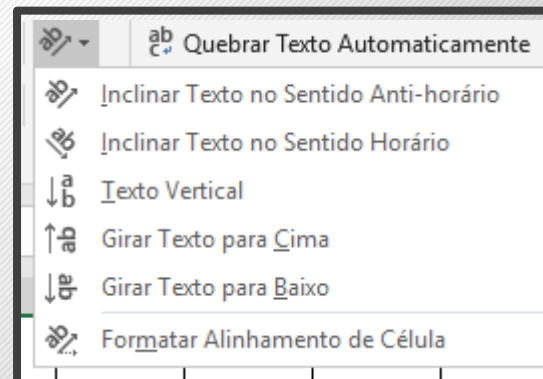 Quebrar Texto Automaticamente
Inclinar Texto no Sentido Anti-horário
Inclinar Texto no Sentido Horário
Texto Vertical
Girar Texto para Cima
Girar Texto para Baixo
Formatar Alinhamento de Célula